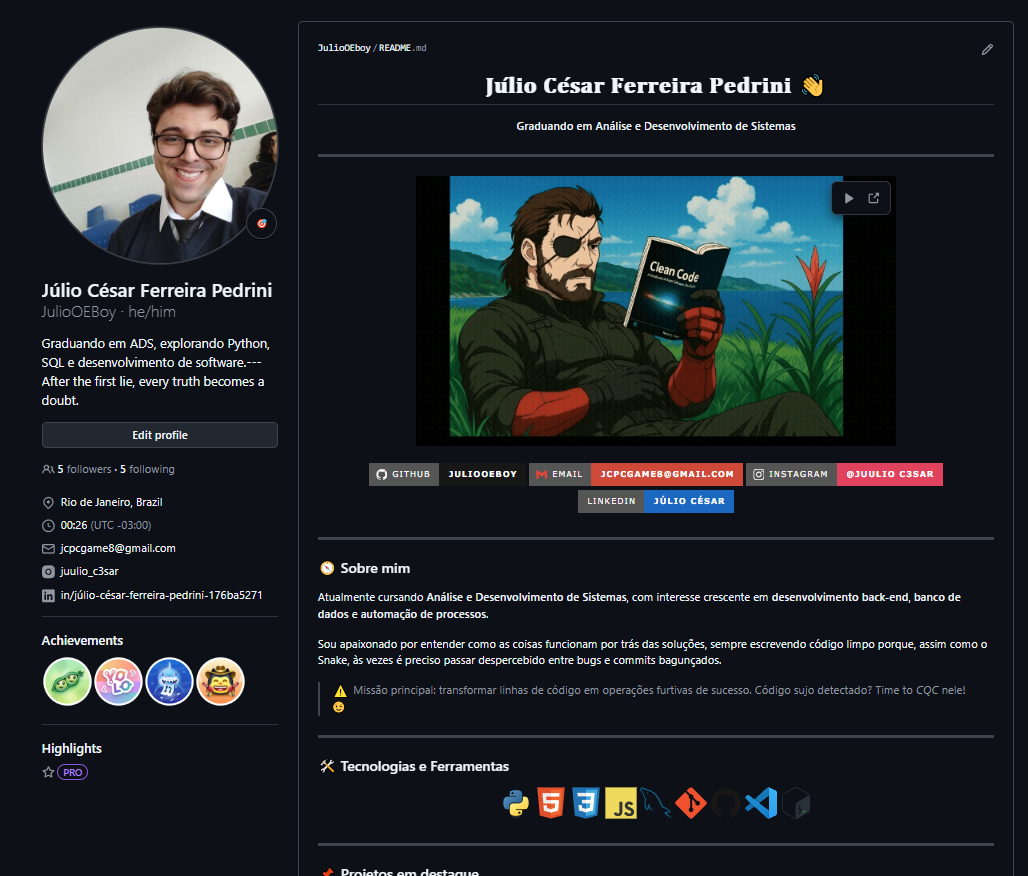 Júlio César Ferreira Pedrini
JulioOEBoy · he/him
Graduando em ADS, explorando Python,
SQL e desenvolvimento de software.---
After the first lie, every truth becomes a
doubt.
Edit profile
5 followers · 5 following
Rio de Janeiro, Brazil
00:26 (UTC -03:00)
jcpcgame8@gmail.com
juulio_c3sar
in/júlio-césar-ferreira-pedrini-176ba5271
Achievements
YOLO
Highlights
PRO
JulioOEboy/README.md
Júlio César Ferreira Pedrini 👋
Graduando em Análise e Desenvolvimento de Sistemas
Clean Code
GITHUB JULIOOEBOY EMAIL JCPCGAME8@GMAIL.COM INSTAGRAM @JUULIO C3SAR
LINKEDIN JÚLIO CÉSAR
🧭 Sobre mim
Atualmente cursando Análise e Desenvolvimento de Sistemas, com interesse crescente em desenvolvimento back-end, banco de
dados e automação de processos.
Sou apaixonado por entender como as coisas funcionam por trás das soluções, sempre escrevendo código limpo porque, assim como o
Snake, às vezes é preciso passar despercebido entre bugs e commits bagunçados.
⚠️ Missão principal: transformar linhas de código em operações furtivas de sucesso. Código sujo detectado? Time to CQC nele!
😉
🛠️ Tecnologias e Ferramentas
JS
📌 Projetos em destaque